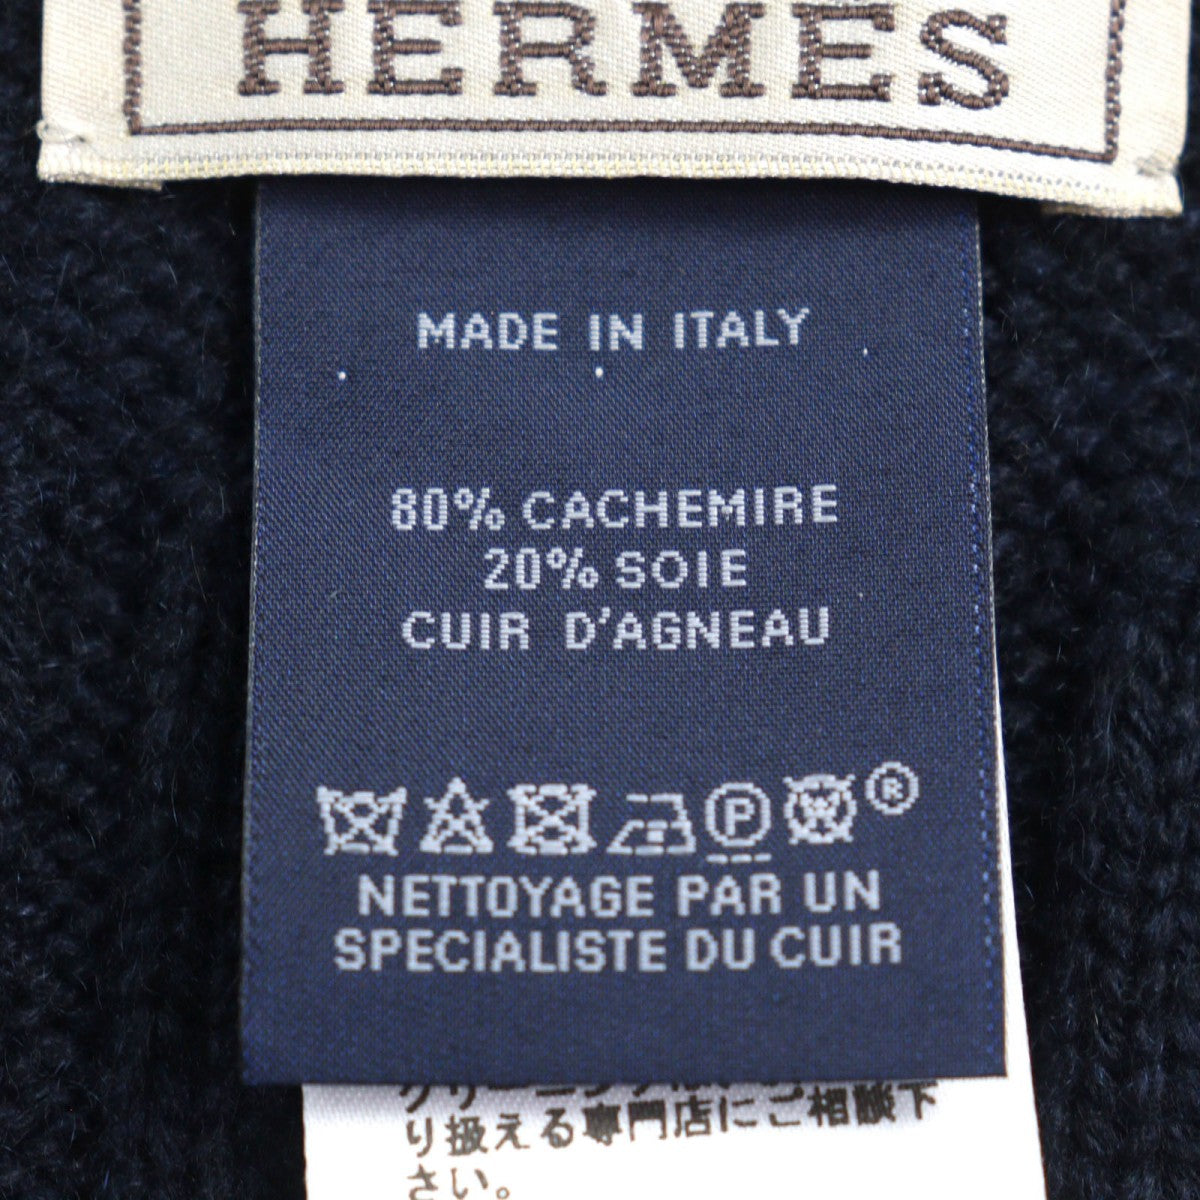 HERMES
MADE IN ITALY
80% CACHEMIRE
20% SOIE
CUIR D'AGNEAU
P W ®
NETTOYAGE PAR UN
SPECIALISTE DU CUIR
り扱える専門店にご相談下
さい。